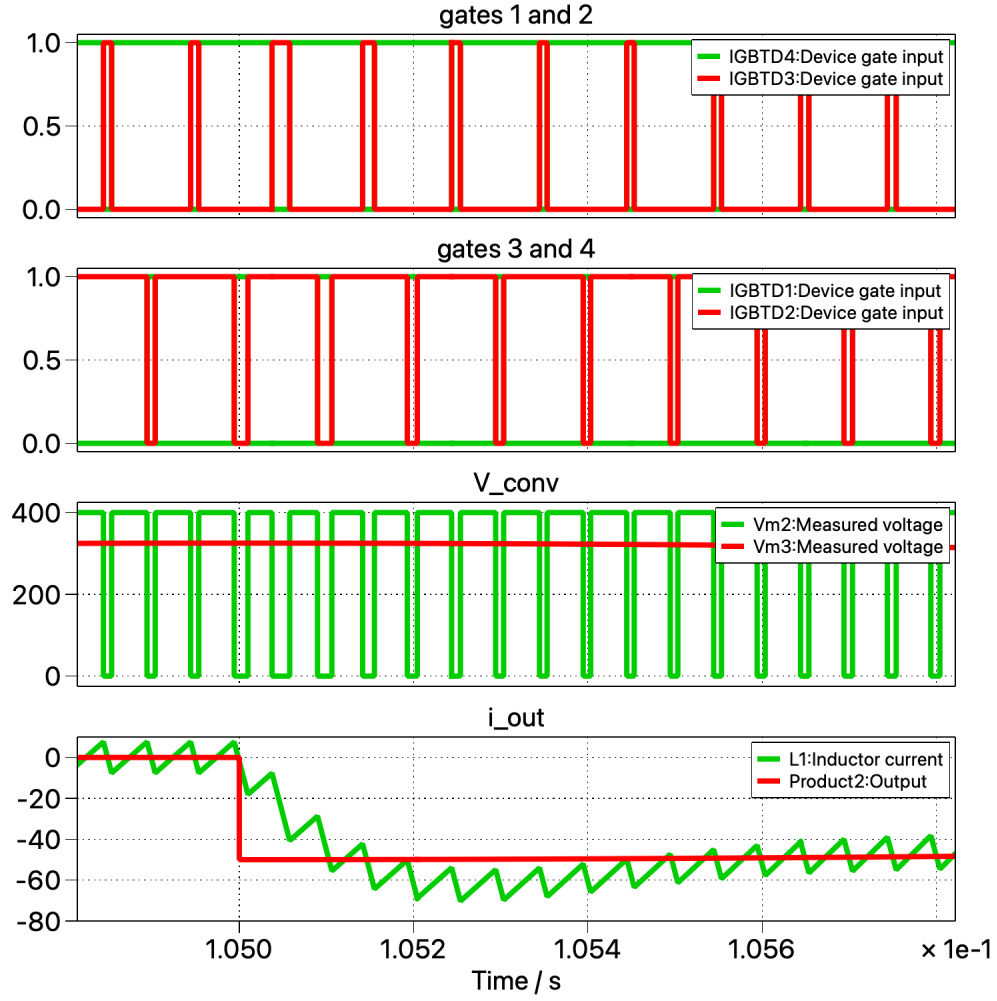 gates 1 and 2
1.0
0.5
0.0
IGBTD4:Device gate input
IGBTD3:Device gate input
gates 3 and 4
1.0
0.5
0.0
IGBTD1:Device gate input
IGBTD2:Device gate input
V_conv
400
200
0
Vm2:Measured voltage
Vm3:Measured voltage
i_out
0
-20
-40
-60
-80
L1:Inductor current
Product2:Output
1.050 1.052 1.054 1.056 × 1e-1
Time / s